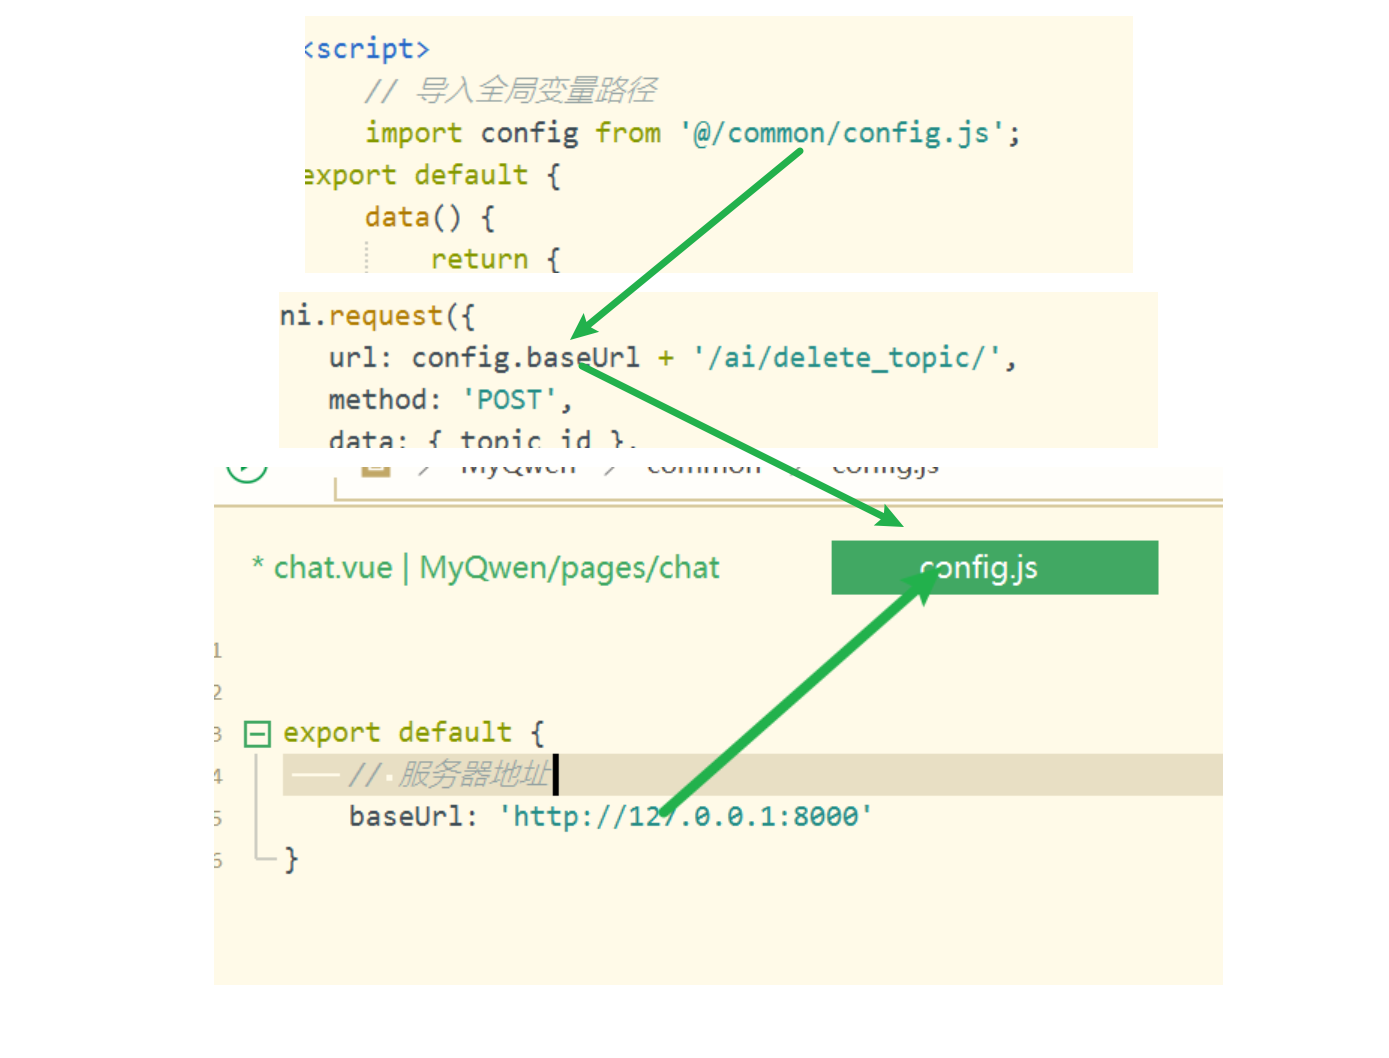 <script>
// 导入全局变量路径
import config from '@/common/config.js';
export default {
data() {
return {
ni.request({
url: config.baseUrl + '/ai/delete_topic/',
method: 'POST',
data: { topic_id },
MyQwen > common > config.js
* chat.vue | MyQwen/pages/chat
config.js
1
2
3 export default {
4 // 服务器地址
5 baseUrl: 'http://127.0.0.1:8000'
6 }